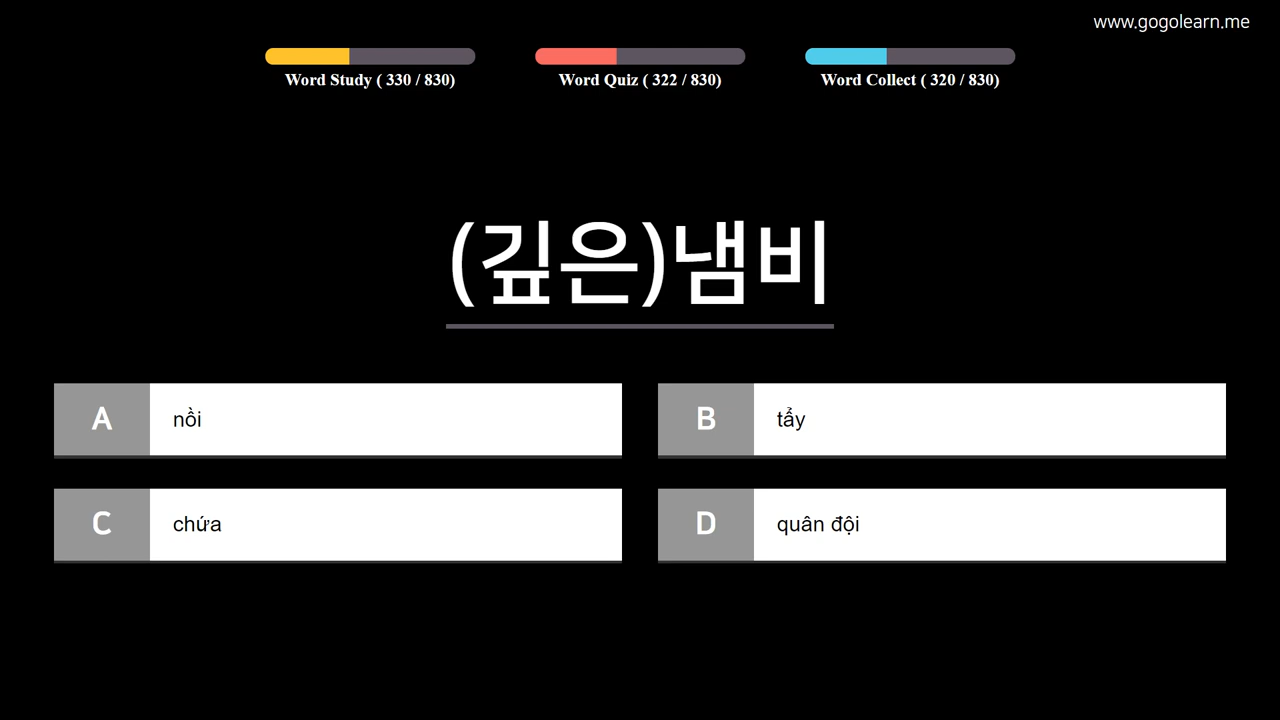 www.gogolearn.me
Word Study ( 330 / 830)
Word Quiz ( 322 / 830)
Word Collect ( 320 / 830)
(깊은)냄비
A nồi
B tẩy
C chứa
D quân đội